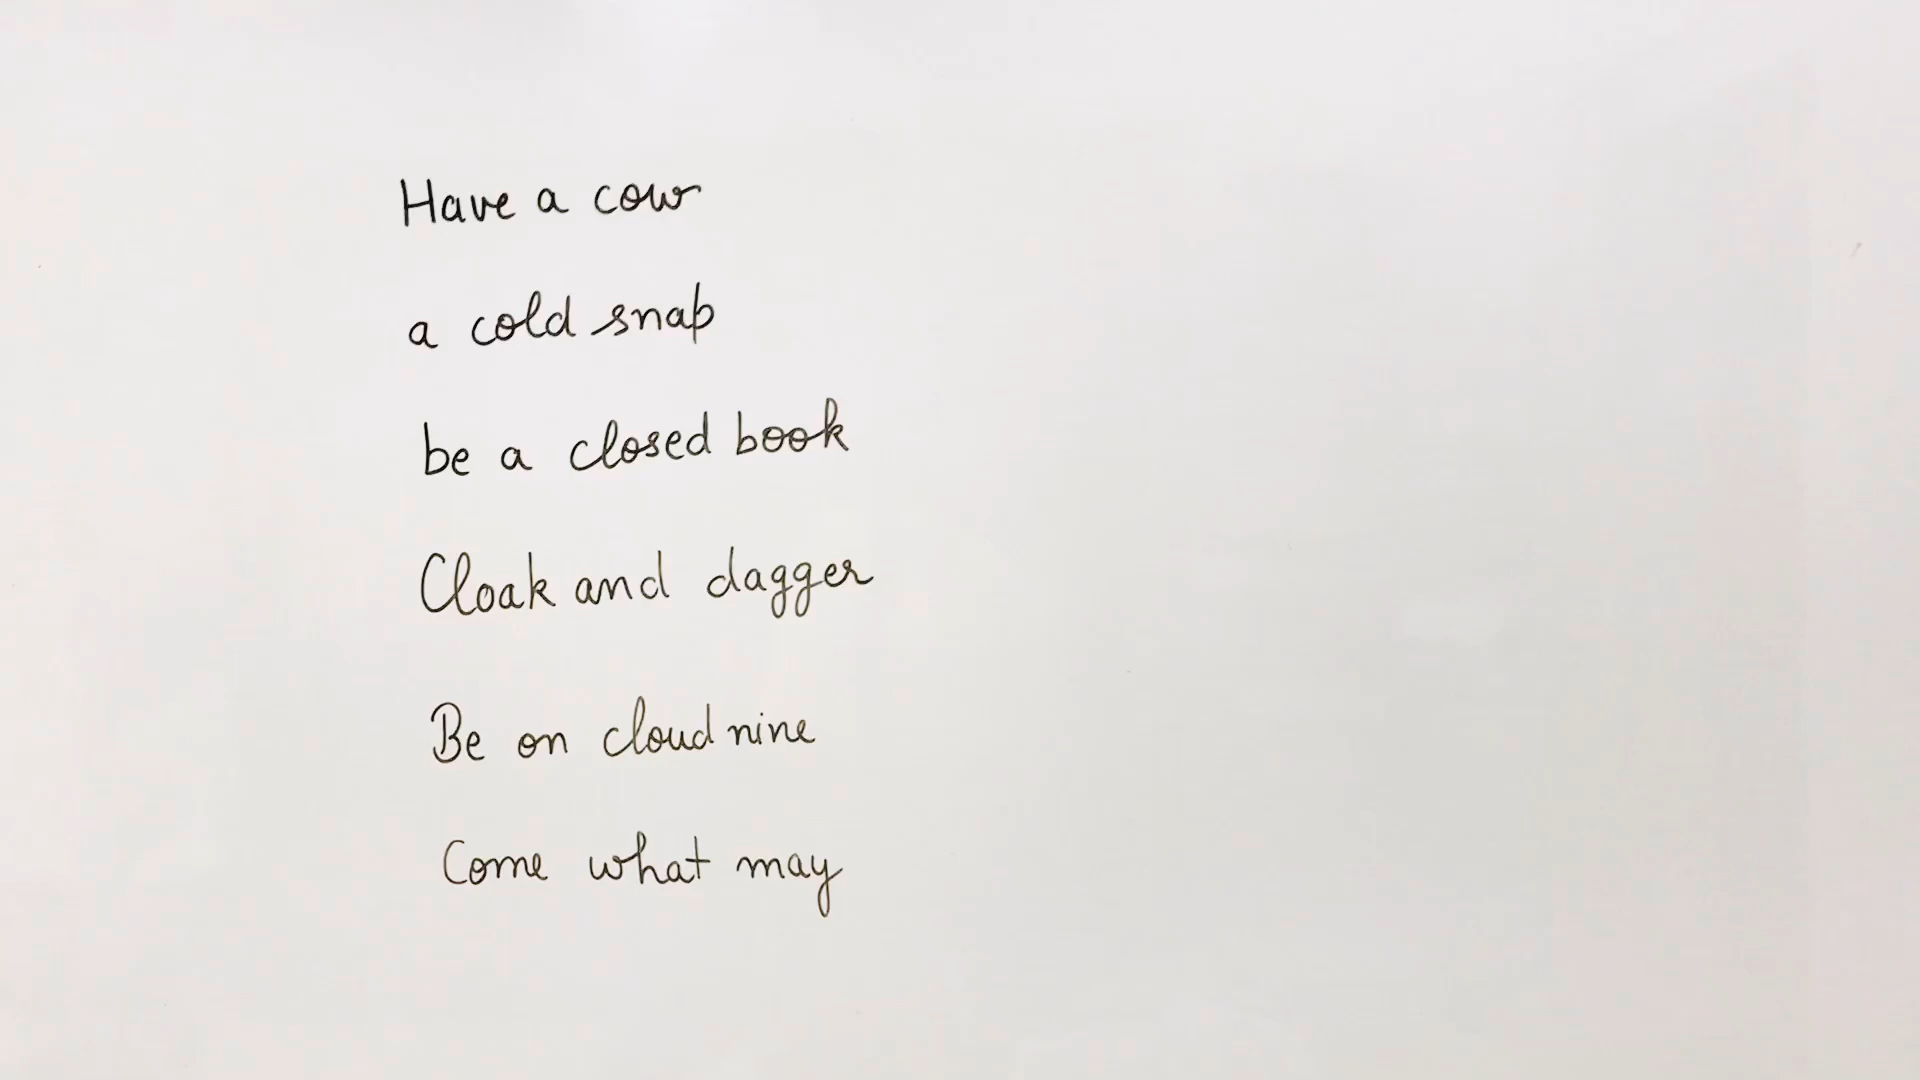 Have a cow
a cold snap
be a closed book
Cloak and dagger
Be on cloud nine
Come what may